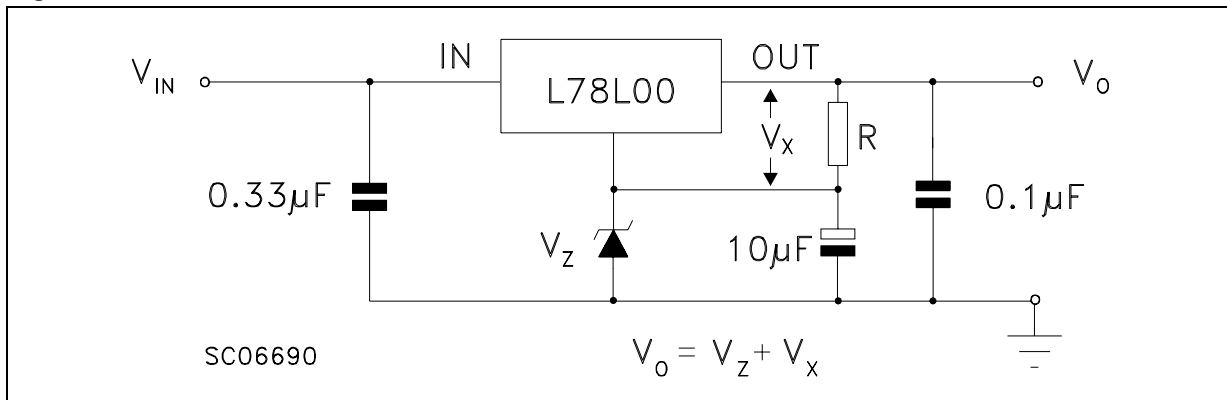 IN
OUT
V_IN
L78L00
V_O
V_X
R
0.33μF
0.1μF
V_Z
10μF
SC06690
V_O = V_Z + V_X